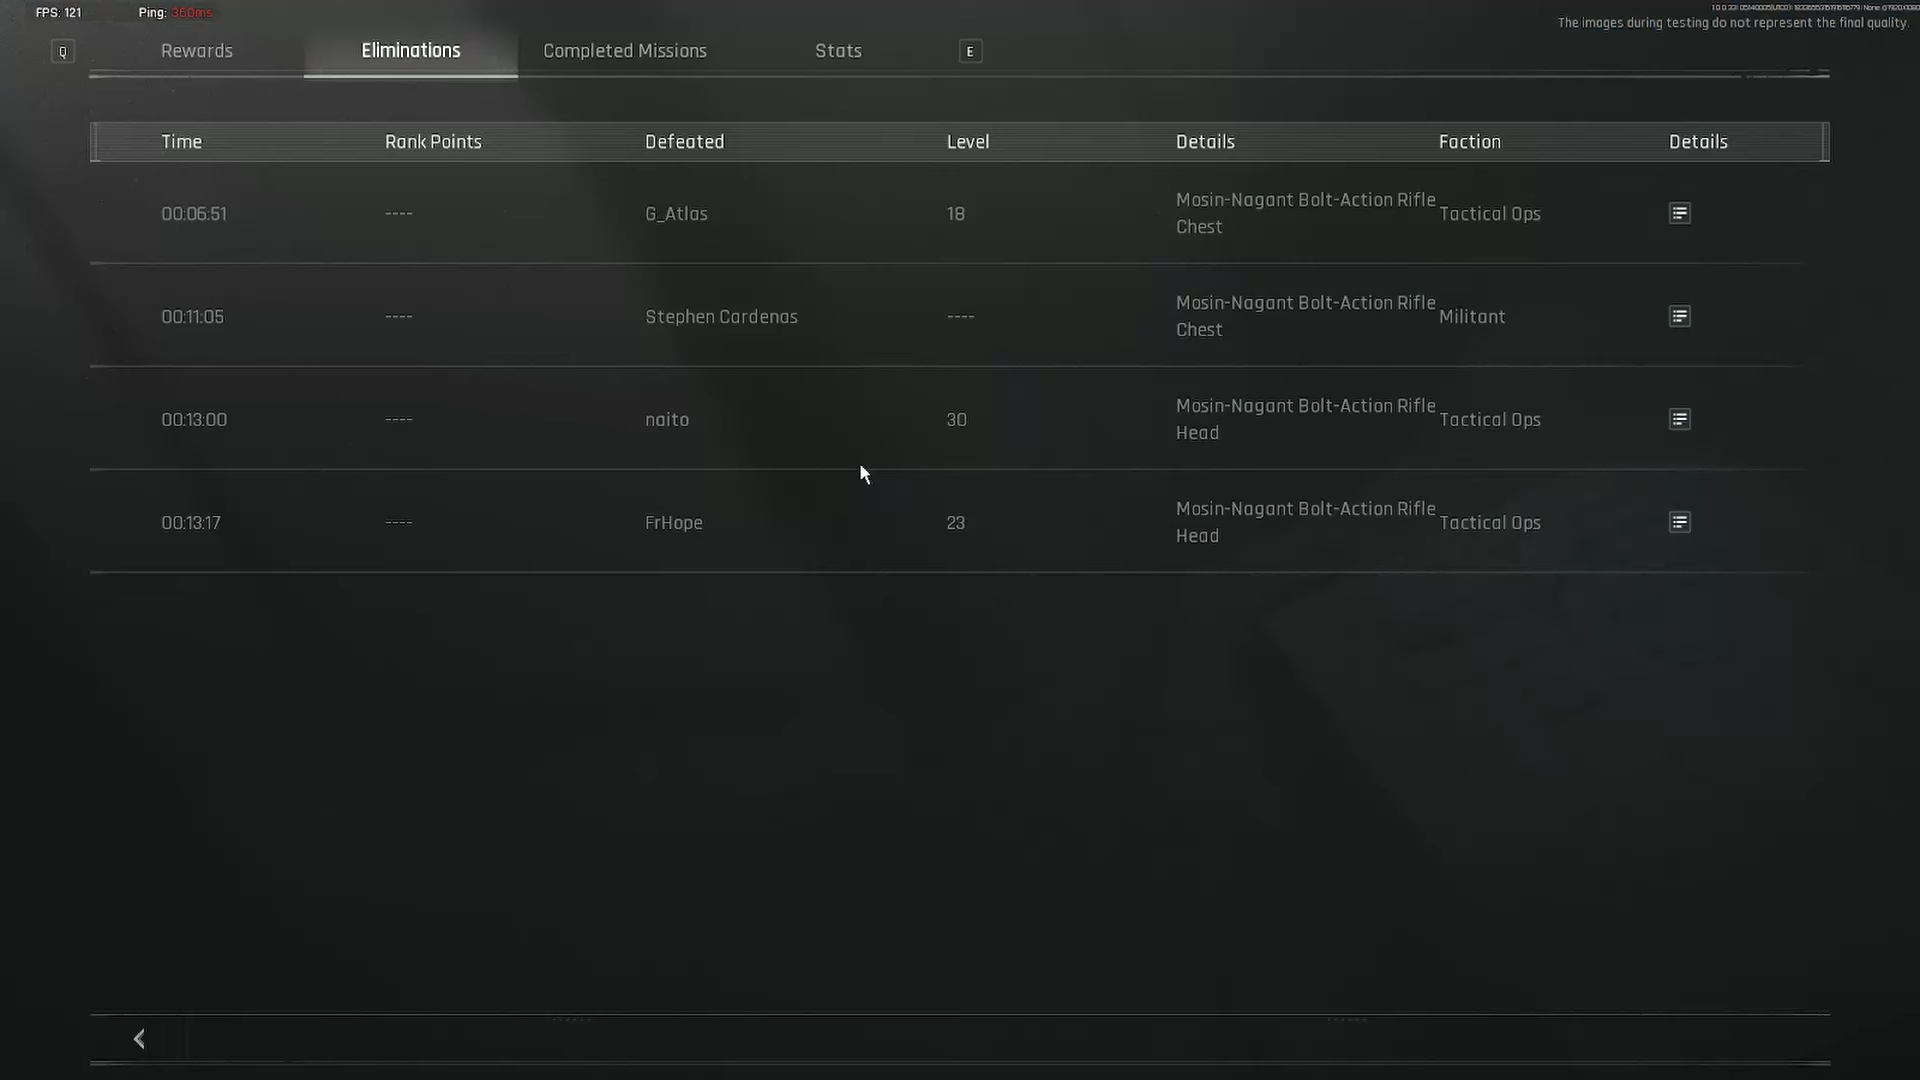 FPS: 121 Ping: 360ms
The images during testing do not represent the final quality.
Q Rewards Eliminations Completed Missions Stats E
Time Rank Points Defeated Level Details Faction Details
00:06:51 ---- G_Atlas 18 Mosin-Nagant Bolt-Action Rifle Tactical Ops
Chest
00:11:05 ---- Stephen Cardenas ---- Mosin-Nagant Bolt-Action Rifle Militant
Chest
00:13:00 ---- naito 30 Mosin-Nagant Bolt-Action Rifle Tactical Ops
Head
00:13:17 ---- FrHope 23 Mosin-Nagant Bolt-Action Rifle Tactical Ops
Head